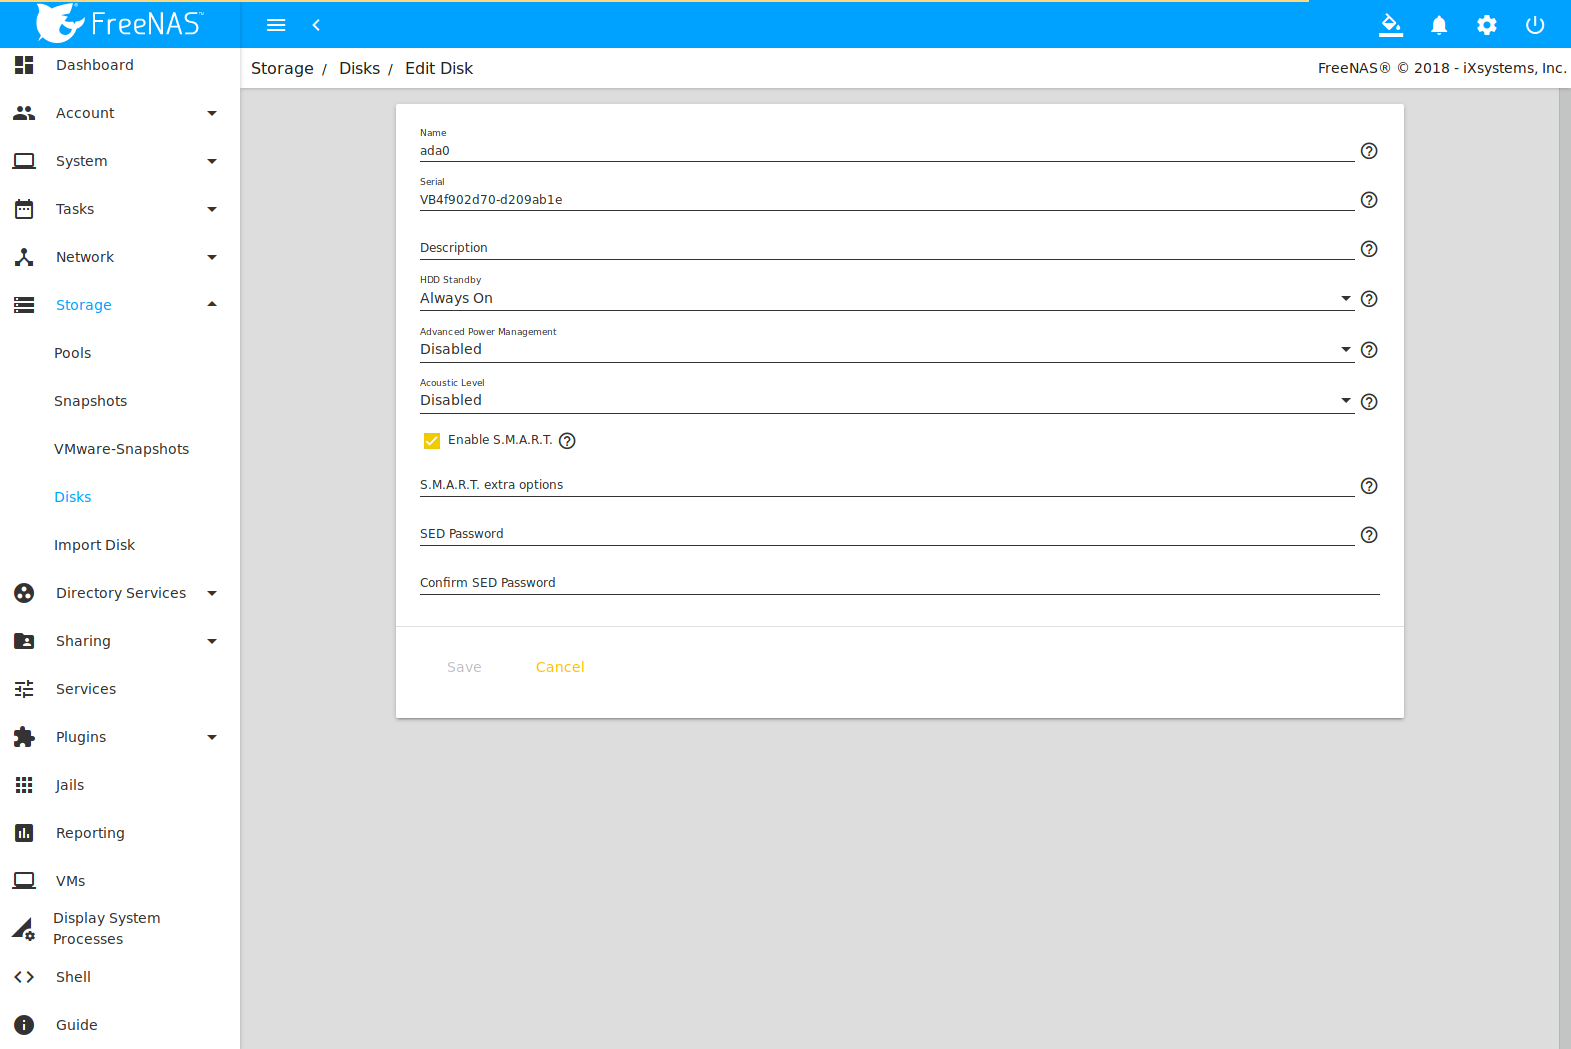 FreeNAS™
Storage / Disks / Edit Disk
FreeNAS® © 2018 - iXsystems, Inc.
Dashboard
Account
System
Tasks
Network
Storage
Pools
Snapshots
VMware-Snapshots
Disks
Import Disk
Directory Services
Sharing
Services
Plugins
Jails
Reporting
VMs
Display System
Processes
Shell
Guide
Name
ada0
Serial
VB4f902d70-d209ab1e
Description
HDD Standby
Always On
Advanced Power Management
Disabled
Acoustic Level
Disabled
Enable S.M.A.R.T.
S.M.A.R.T. extra options
SED Password
Confirm SED Password
Save Cancel